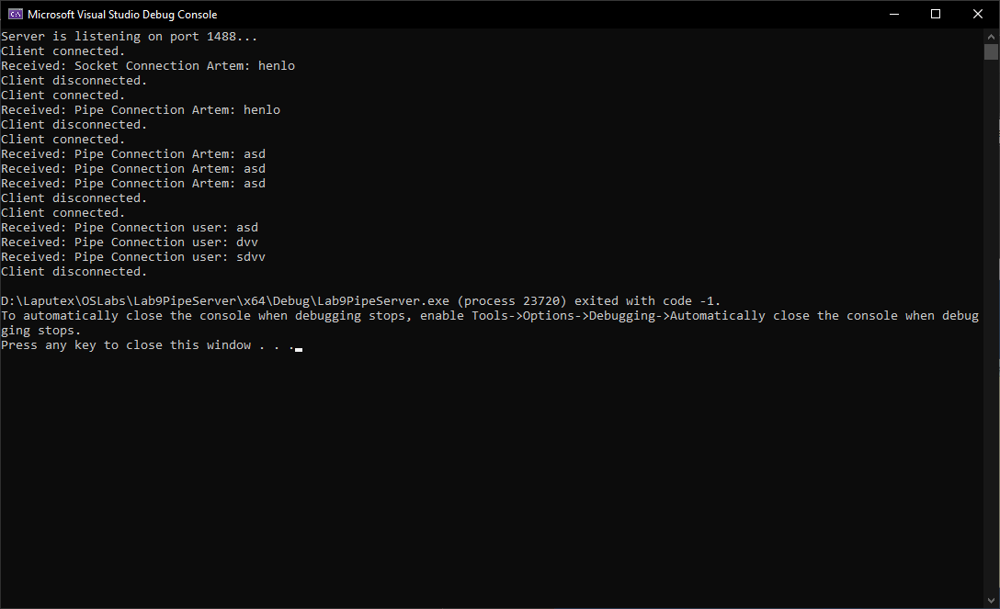 Microsoft Visual Studio Debug Console
Server is listening on port 1488...
Client connected.
Received: Socket Connection Artem: henlo
Client disconnected.
Client connected.
Received: Pipe Connection Artem: henlo
Client disconnected.
Client connected.
Received: Pipe Connection Artem: asd
Received: Pipe Connection Artem: asd
Received: Pipe Connection Artem: asd
Client disconnected.
Client connected.
Received: Pipe Connection user: asd
Received: Pipe Connection user: dvv
Received: Pipe Connection user: sdvv
Client disconnected.
D:\Laputex\OSLabs\Lab9PipeServer\x64\Debug\Lab9PipeServer.exe (process 23720) exited with code -1.
To automatically close the console when debugging stops, enable Tools->Options->Debugging->Automatically close the console when debug
ging stops.
Press any key to close this window . . .